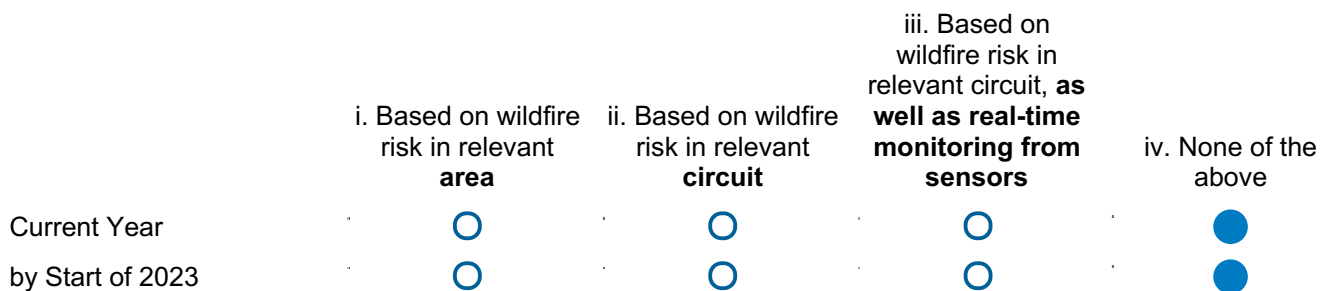 i. Based on wildfire
risk in relevant
area
ii. Based on wildfire
risk in relevant
circuit
iii. Based on
wildfire risk in
relevant circuit, as
well as real-time
monitoring from
sensors
iv. None of the
above
Current Year
by Start of 2023